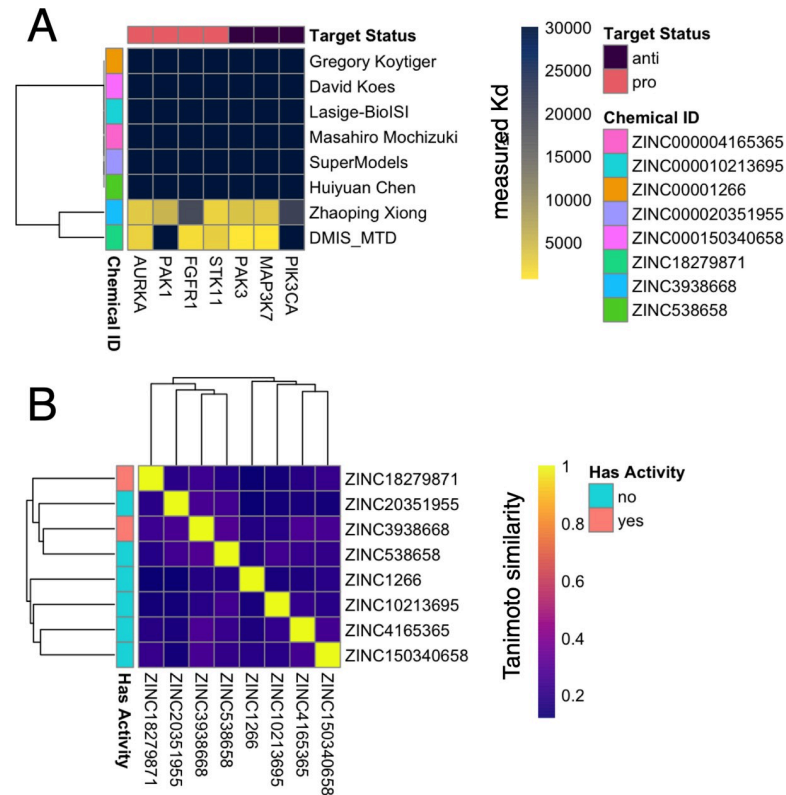 A
Target Status
Gregory Koytiger
David Koes
Lasige-BioISI
Masahiro Mochizuki
SuperModels
Huiyuan Chen
Zhaoping Xiong
DMIS_MTD
Chemical ID
AURKA
PAK1
FGFR1
STK11
PAK3
MAP3K7
PIK3CA
measured Kd
30000
30000
25000
20000
15000
10000
5000
Target Status
anti
pro
Chemical ID
ZINC000004165365
ZINC000010213695
ZINC00001266
ZINC000020351955
ZINC000150340658
ZINC18279871
ZINC3938668
ZINC538658
B
ZINC18279871
ZINC20351955
ZINC3938668
ZINC538658
ZINC1266
ZINC10213695
ZINC4165365
ZINC150340658
Has Activity
ZINC18279871
ZINC20351955
ZINC3938668
ZINC538658
ZINC1266
ZINC10213695
ZINC4165365
ZINC150340658
Tanimoto similarity
1
0.8
0.6
0.4
0.2
Has Activity
no
yes